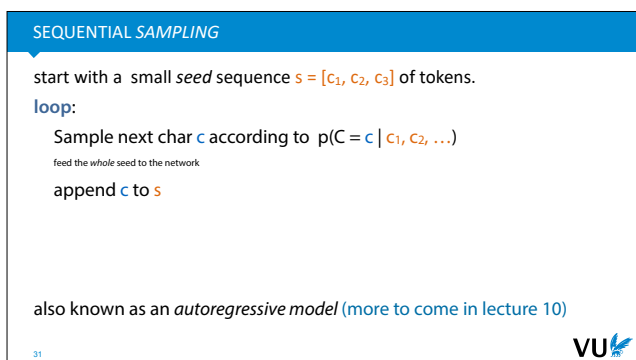 SEQUENTIAL SAMPLING
start with a small seed sequence s = [c₁, c₂, c₃] of tokens.
loop:
Sample next char c according to p(C = c | c₁, c₂, …)
feed the whole seed to the network
append c to s
also known as an autoregressive model (more to come in lecture 10)
31
VU